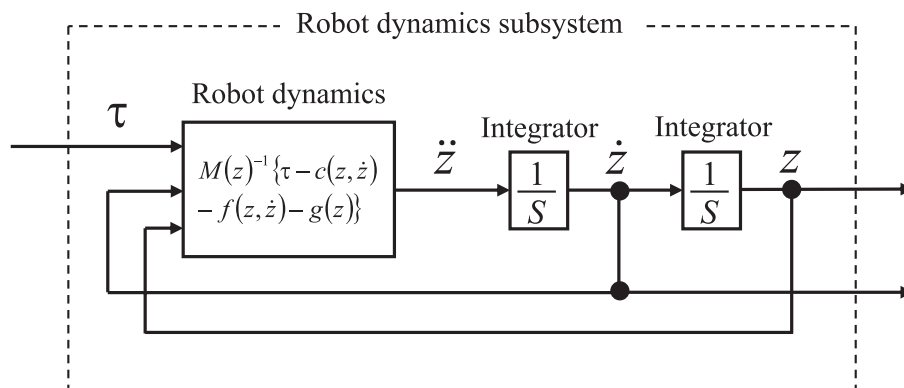 Robot dynamics subsystem
Robot dynamics
τ
M(z)⁻¹{τ − c(z, ż)
− f(z, ż) − g(z)}
z̈
Integrator
1
S
ż
Integrator
1
S
z